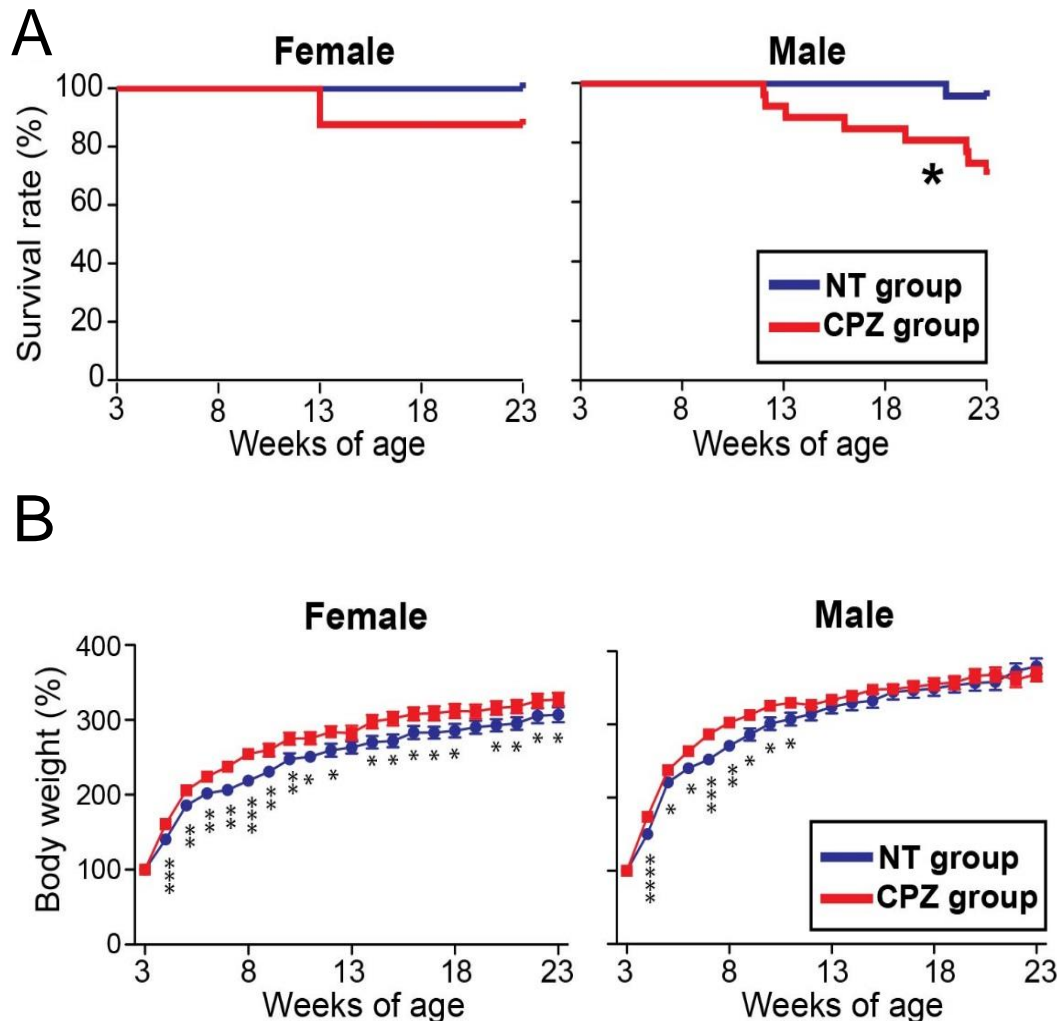 A
Female
Male
Survival rate (%)
100
80
60
40
20
0
3 8 13 18 23
Weeks of age
*
NT group
CPZ group
3 8 13 18 23
Weeks of age
B
Female
Male
Body weight (%)
400
300
200
100
0
*** ** ** ** **** ** ** * * * * * * * * * * *
3 8 13 18 23
Weeks of age
**** * * *** ** * * *
NT group
CPZ group
3 8 13 18 23
Weeks of age